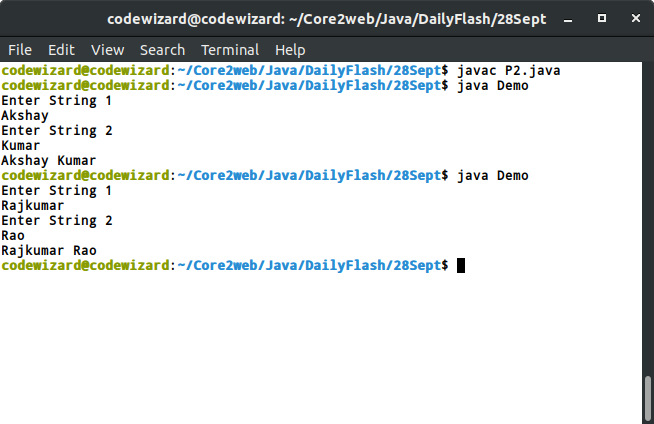 codewizard@codewizard: ~/Core2web/Java/DailyFlash/28Sept
File Edit View Search Terminal Help
codewizard@codewizard:~/Core2web/Java/DailyFlash/28Sept$ javac P2.java
codewizard@codewizard:~/Core2web/Java/DailyFlash/28Sept$ java Demo
Enter String 1
Akshay
Enter String 2
Kumar
Akshay Kumar
codewizard@codewizard:~/Core2web/Java/DailyFlash/28Sept$ java Demo
Enter String 1
Rajkumar
Enter String 2
Rao
Rajkumar Rao
codewizard@codewizard:~/Core2web/Java/DailyFlash/28Sept$